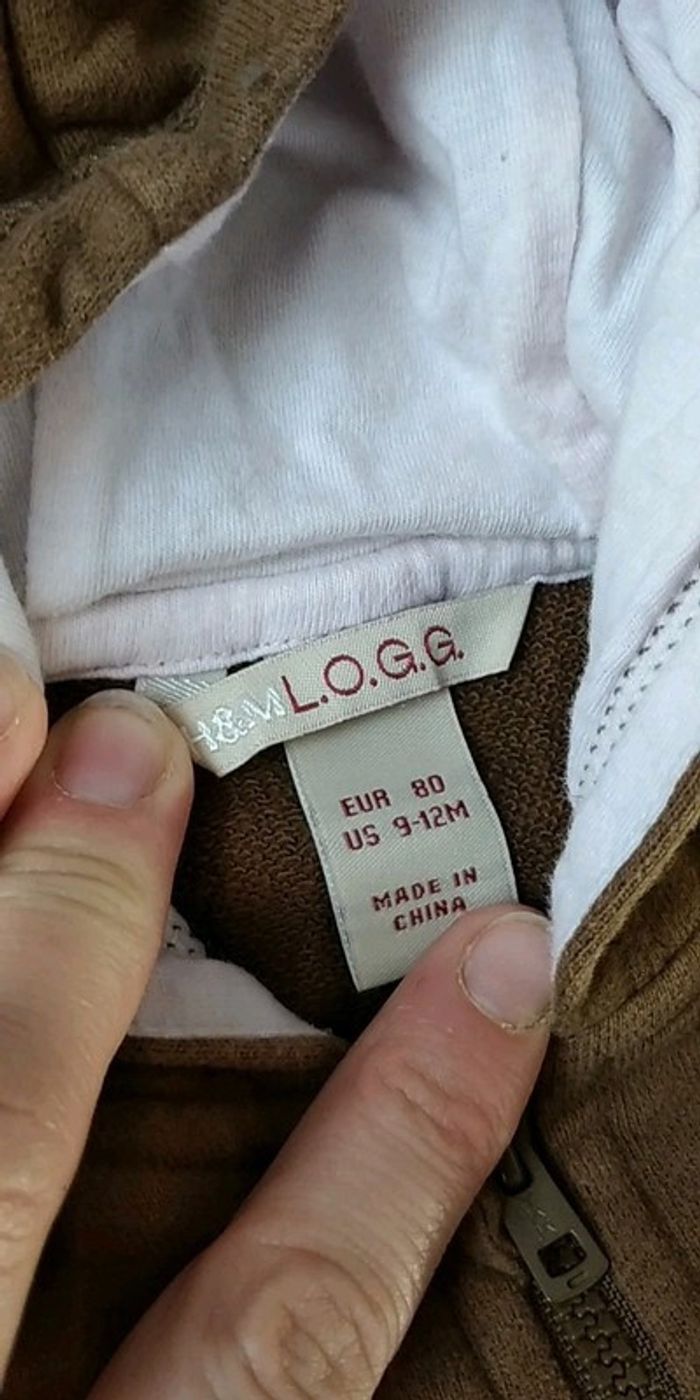 H&M L.O.G.G.
EUR 80
US 9-12M
MADE IN
CHINA